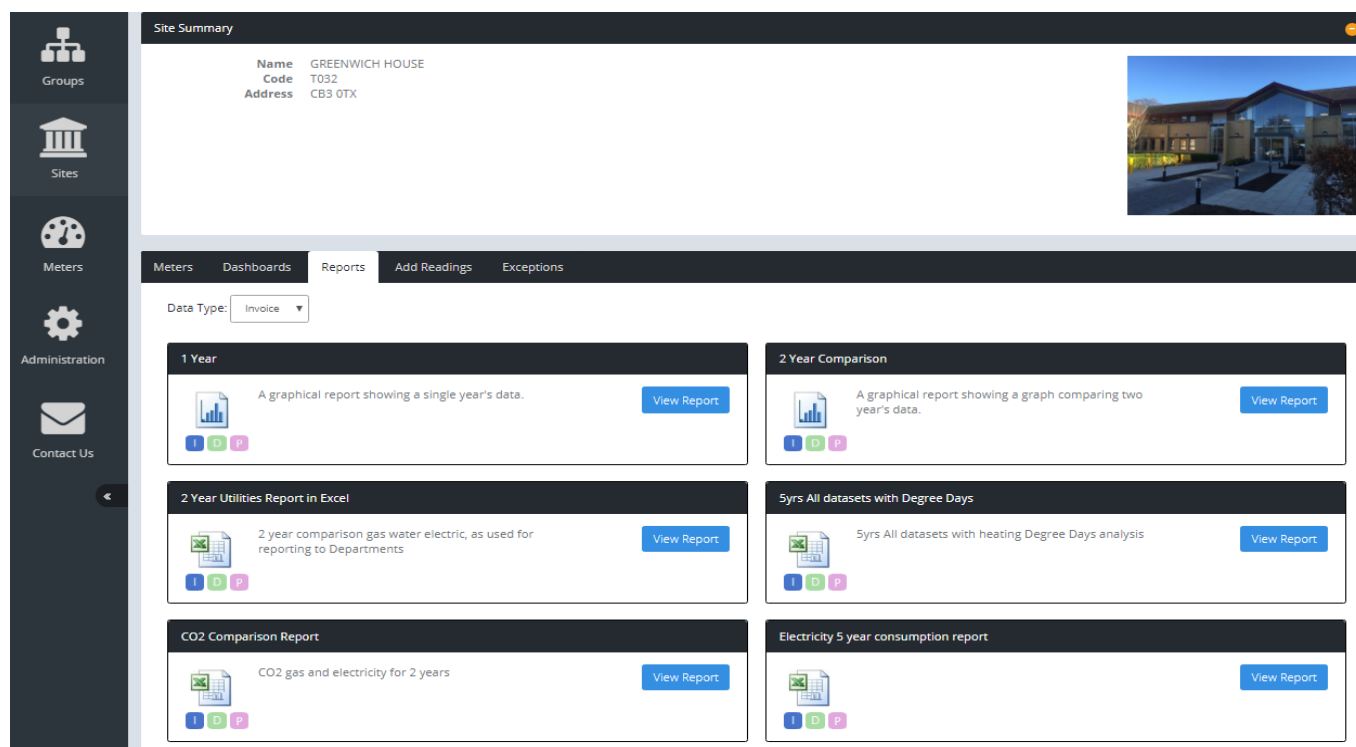 Groups
Sites
Meters
Administration
Contact Us
Site Summary
Name GREENWICH HOUSE
Code T032
Address CB3 0TX
Meters Dashboards Reports Add Readings Exceptions
Data Type: Invoice
1 Year
A graphical report showing a single year's data.
View Report
I D P
2 Year Comparison
A graphical report showing a graph comparing two
year's data.
View Report
I D P
2 Year Utilities Report in Excel
2 year comparison gas water electric, as used for
reporting to Departments
View Report
I D P
5yrs All datasets with Degree Days
5yrs All datasets with heating Degree Days analysis
View Report
I D P
CO2 Comparison Report
CO2 gas and electricity for 2 years
View Report
I D P
Electricity 5 year consumption report
View Report
I D P